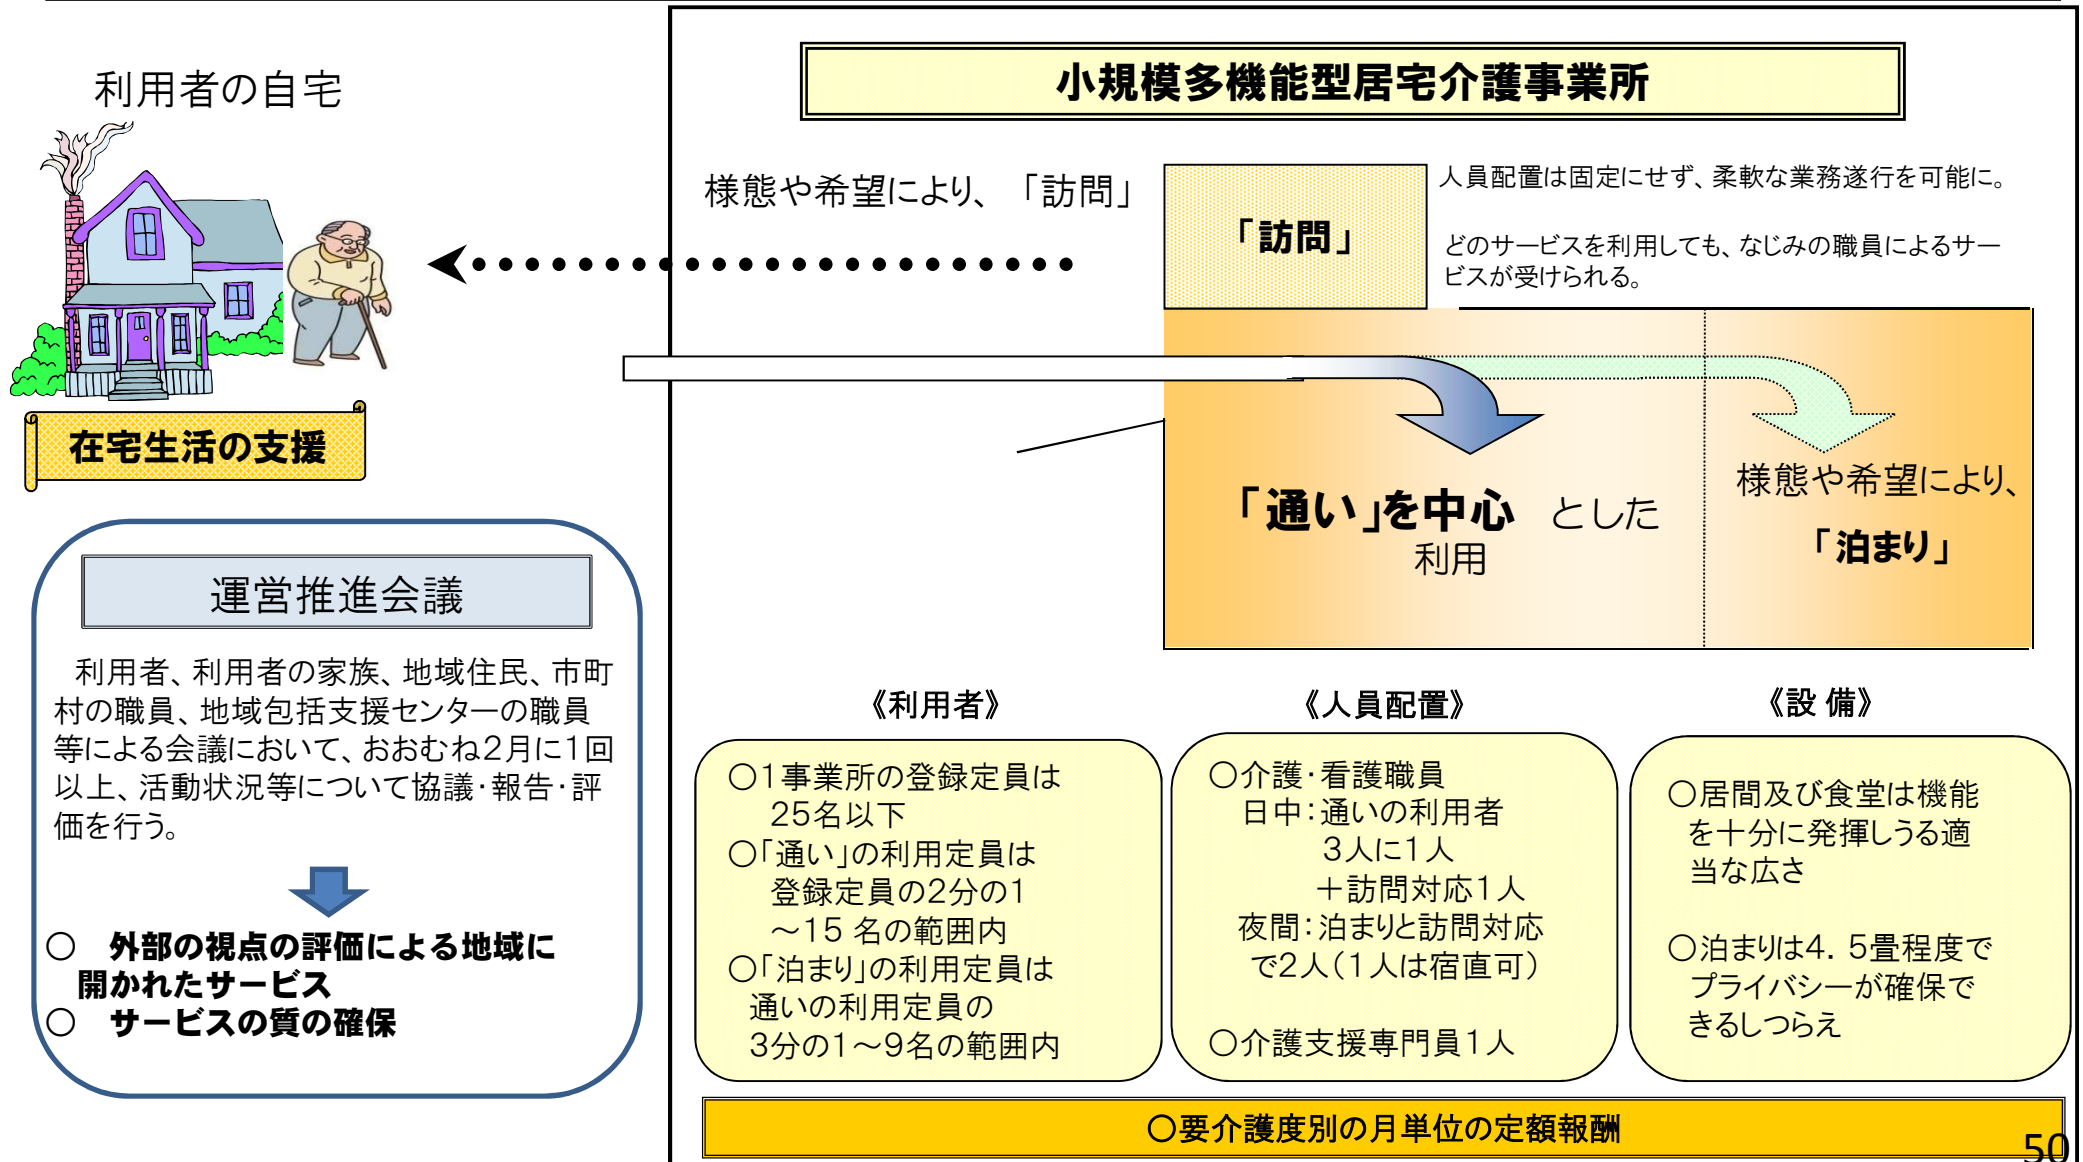 小規模多機能型居宅介護事業所
利用者の自宅
様態や希望により、「訪問」
「訪問」
人員配置は固定にせず、柔軟な業務遂行を可能に。
どのサービスを利用しても、なじみの職員によるサー
ビスが受けられる。
在宅生活の支援
「通い」を中心 とした
利用
様態や希望により、
「泊まり」
運営推進会議
利用者、利用者の家族、地域住民、市町
村の職員、地域包括支援センターの職員
等による会議において、おおむね2月に1回
以上、活動状況等について協議・報告・評
価を行う。
○ 外部の視点の評価による地域に
開かれたサービス
○ サービスの質の確保
《利用者》
○1事業所の登録定員は
25名以下
○「通い」の利用定員は
登録定員の2分の1
~15 名の範囲内
○「泊まり」の利用定員は
通いの利用定員の
3分の1~9名の範囲内
《人員配置》
○介護・看護職員
日中:通いの利用者
3人に1人
+訪問対応1人
夜間:泊まりと訪問対応
で2人(1人は宿直可)
○介護支援専門員1人
《設 備》
○居間及び食堂は機能
を十分に発揮しうる適
当な広さ
○泊まりは4.5畳程度で
プライバシーが確保で
きるしつらえ
○要介護度別の月単位の定額報酬
50